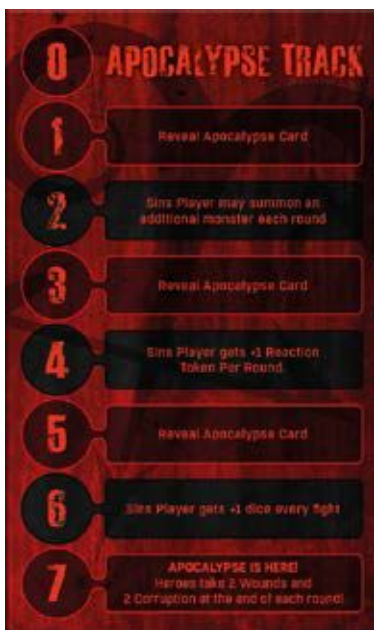 0 APOCALYPSE TRACK
1 Reveal Apocalypse Card
2 Sins Player may summon an
additional monster each round
3 Reveal Apocalypse Card
4 Sins Player gets +1 Reaction
Token Per Round
5 Reveal Apocalypse Card
6 Sins Player gets +1 dice every fight
7 APOCALYPSE IS HERE!
Heroes take 2 Wounds and
2 Corruption at the end of each round!